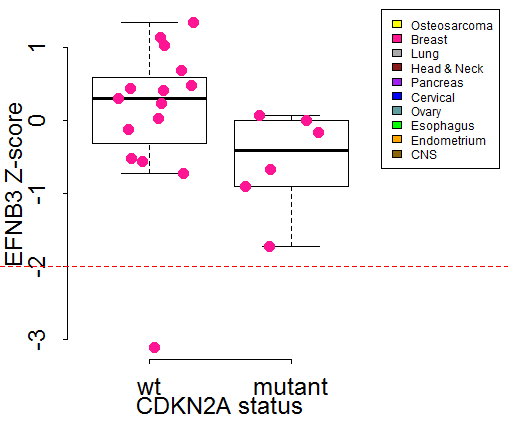 Osteosarcoma
Breast
Lung
Head & Neck
Pancreas
Cervical
Ovary
Esophagus
Endometrium
CNS
EFNB3 Z-score
1
0
-1
-2
-3
wt mutant
CDKN2A status